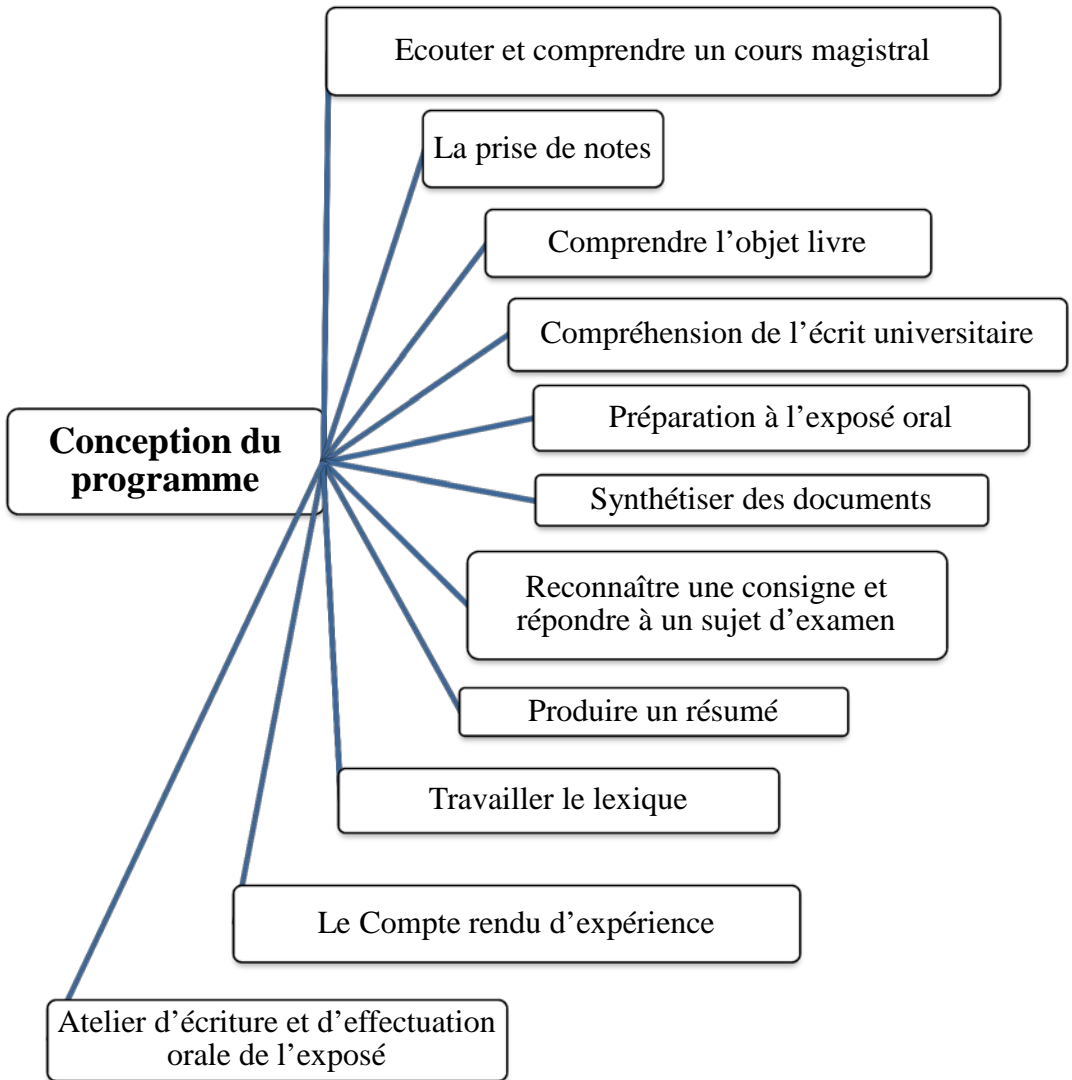 Ecouter et comprendre un cours magistral
La prise de notes
Comprendre l’objet livre
Compréhension de l’écrit universitaire
Préparation à l’exposé oral
Conception du
programme
Synthétiser des documents
Reconnaître une consigne et
répondre à un sujet d’examen
Produire un résumé
Travailler le lexique
Le Compte rendu d’expérience
Atelier d’écriture et d’effectuation
orale de l’exposé